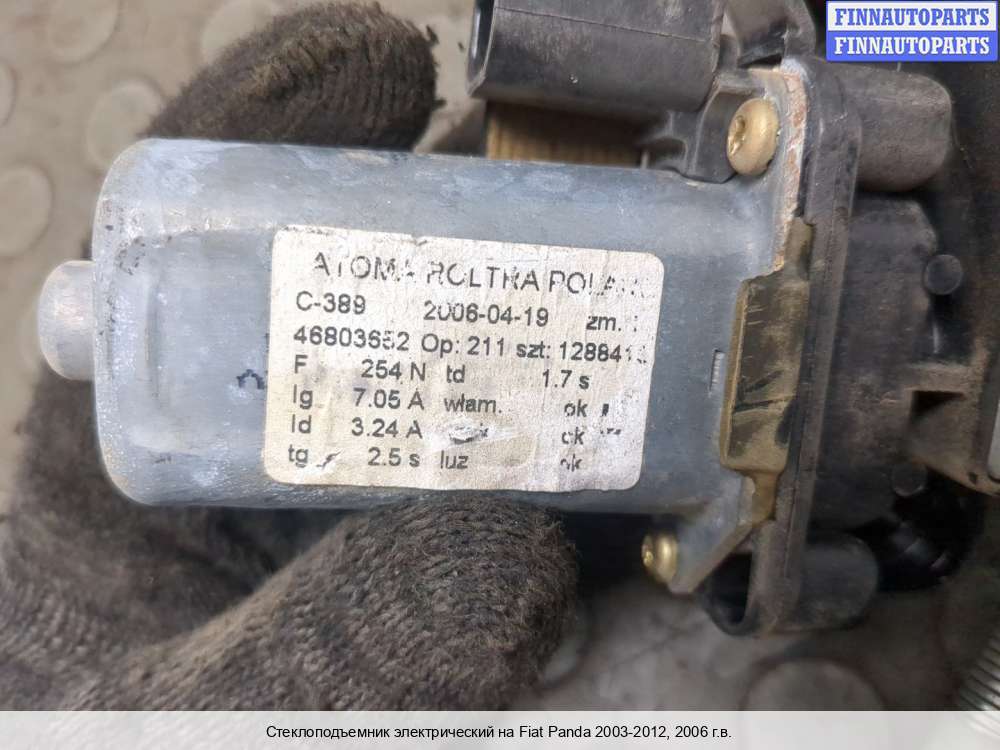 FINNAUTOPARTS
FINNAUTOPARTS
ATOMA ROLTRA
C-389 2006-04-19 zm.
46803652 Op: 211 szt:
F 254 N td 1.7 s
Ig 7.05 A włam. ok
Id 3.24 A ok
tg 2.5 s luz ok
Стеклоподъемник электрический на Fiat Panda 2003-2012, 2006 г.в.